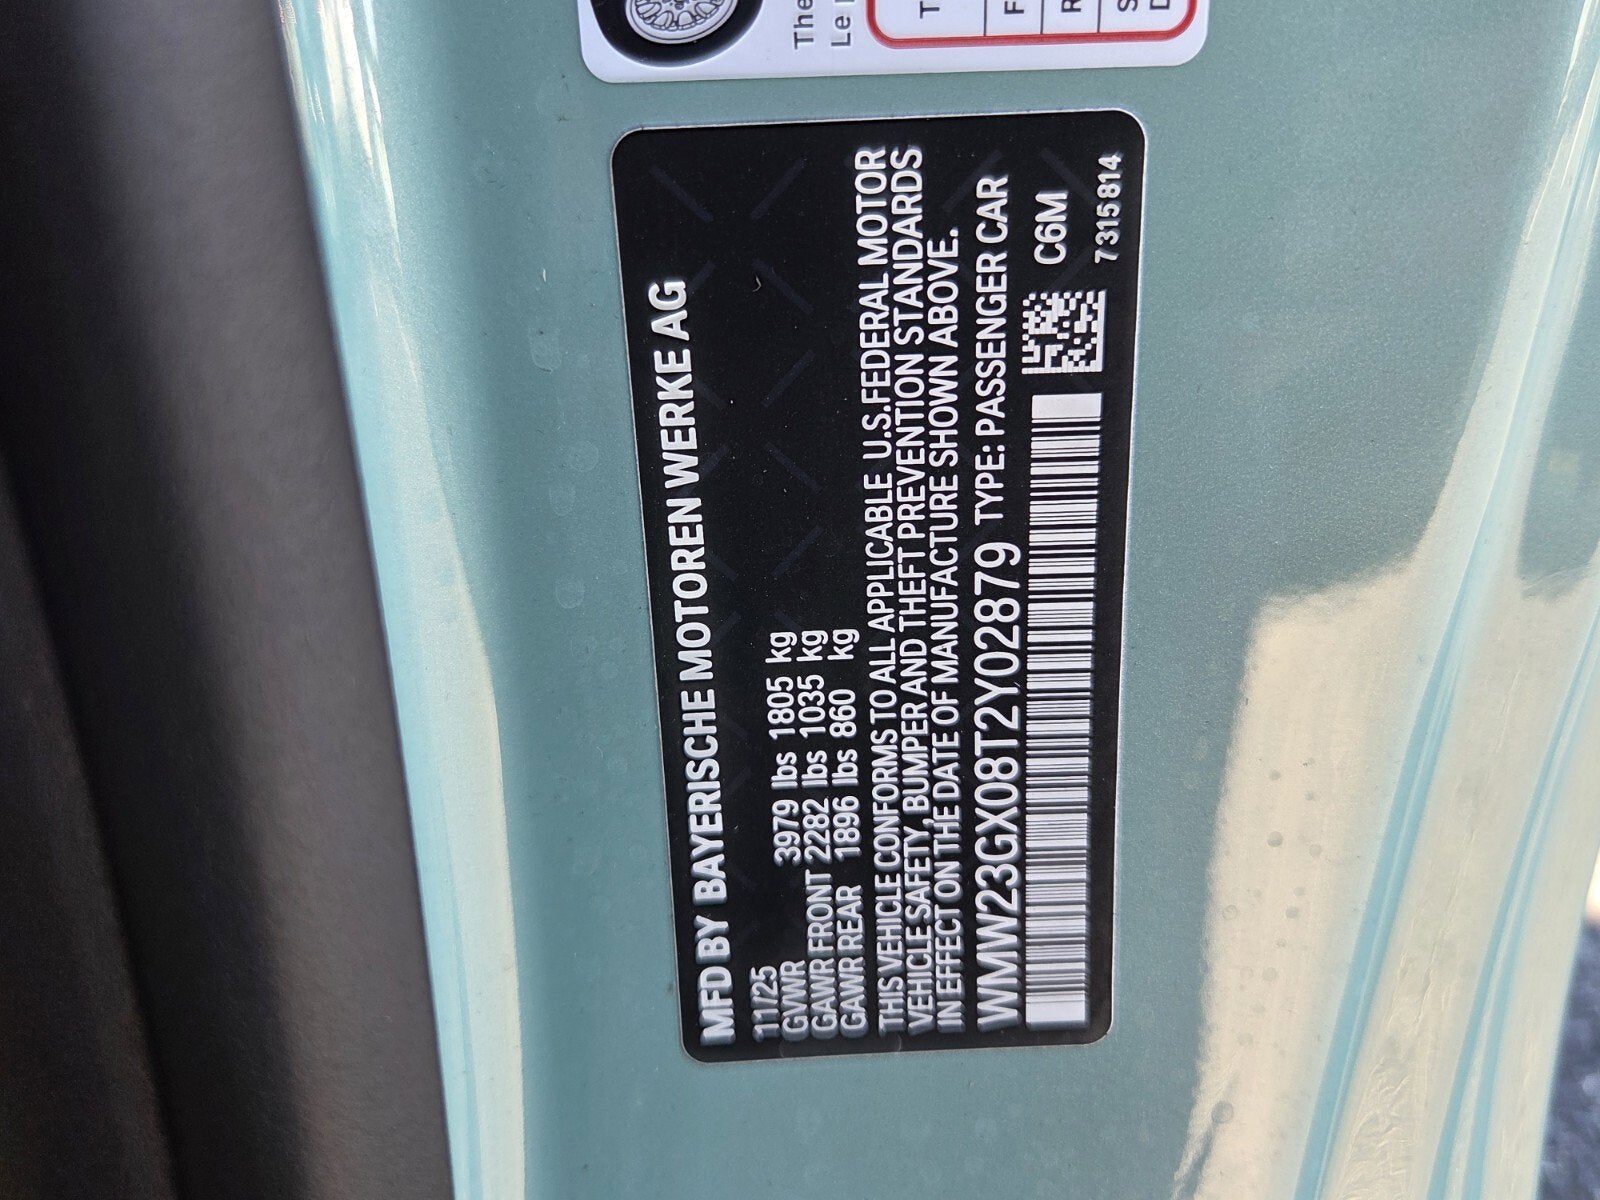 MFD BY BAYERISCHE MOTOREN WERKE AG
11/25
GVWR 3979 lbs 1805 kg
GAWR FRONT 2282 lbs 1035 kg
GAWR REAR 1896 lbs 860 kg
THIS VEHICLE CONFORMS TO ALL APPLICABLE U.S.FEDERAL MOTOR
VEHICLE SAFETY, BUMPER AND THEFT PREVENTION STANDARDS
IN EFFECT ON THE DATE OF MANUFACTURE SHOWN ABOVE.
WMW23GX08T2Y02879 TYPE: PASSENGER CAR
C6M
7315814
The
Le
T
F
R
S
D